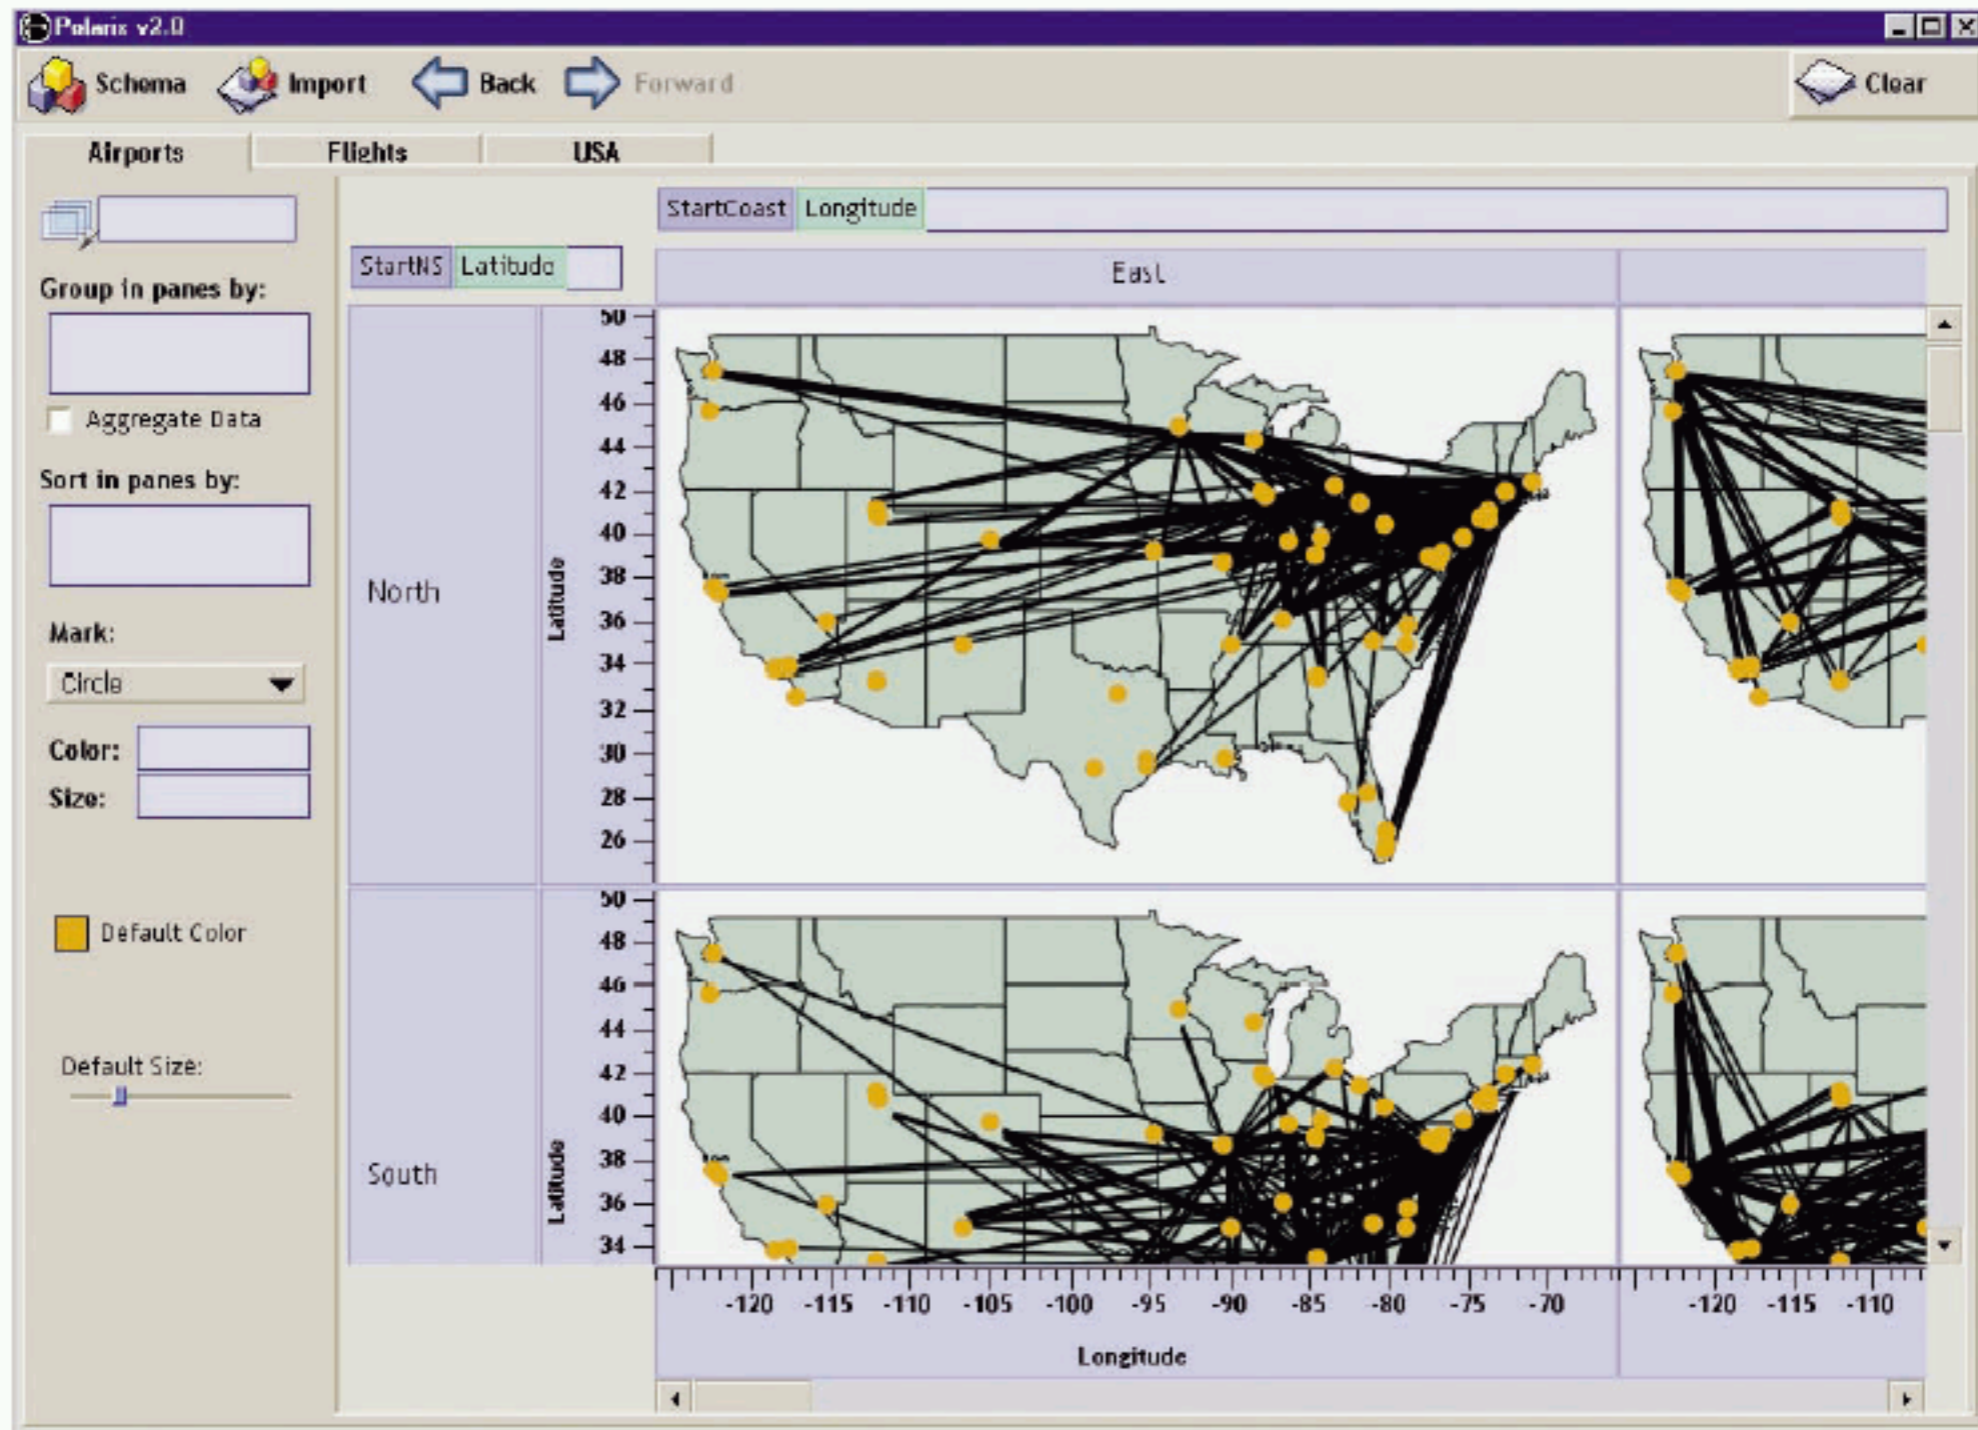 Polaris v2.0
Schema Import Back Forward Clear
Airports Flights USA
StartCoast Longitude
StartNS Latitude
East
Group in panes by:
Aggregate Data
Sort in panes by:
Mark:
Circle
Color:
Size:
Default Color
Default Size:
North
Latitude
50
48
46
44
42
40
38
36
34
32
30
28
26
South
Latitude
50
48
46
44
42
40
38
36
34
-120 -115 -110 -105 -100 -95 -90 -85 -80 -75 -70 -120 -115 -110
Longitude